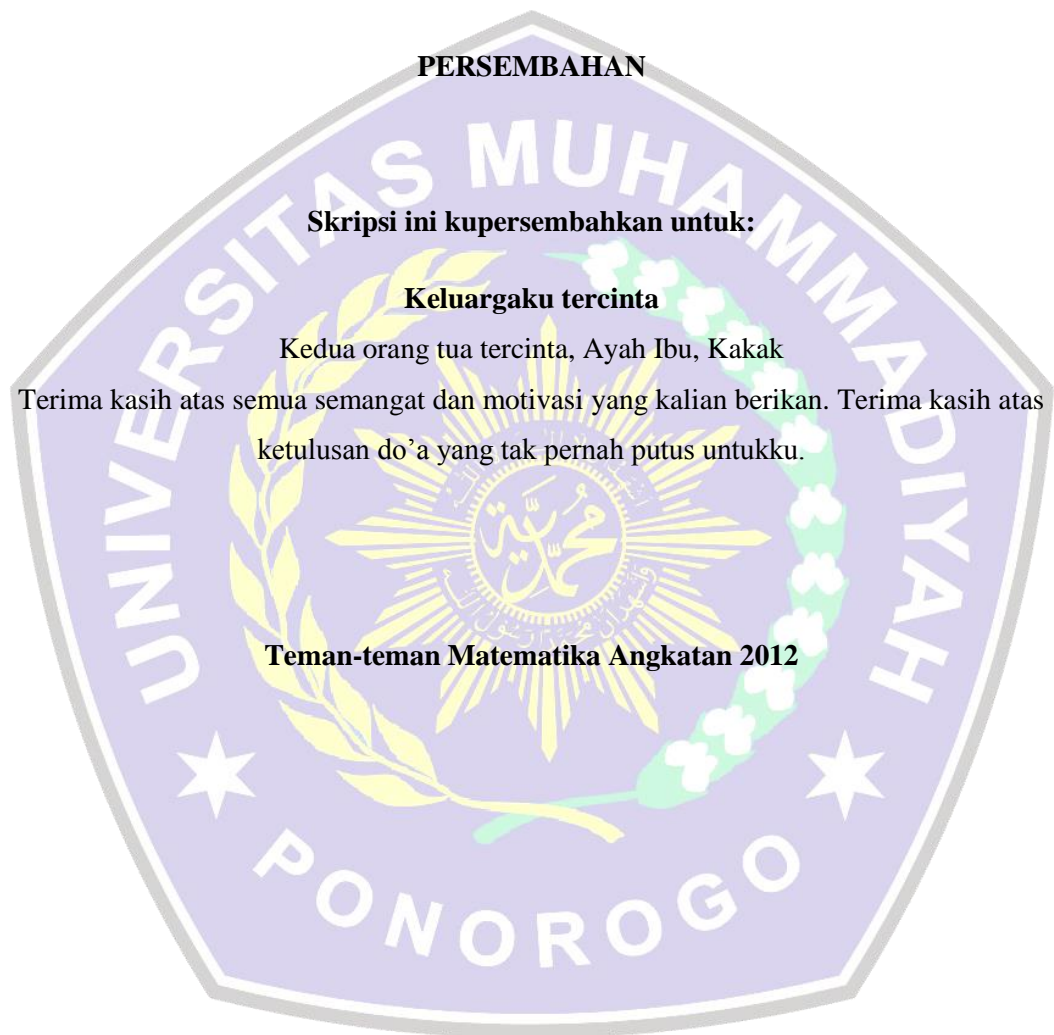 PERSEMBAHAN
UNIVERSITAS MUHAMMADIYAH
Skripsi ini kupersembahkan untuk:
Keluargaku tercinta
Kedua orang tua tercinta, Ayah Ibu, Kakak
Terima kasih atas semua semangat dan motivasi yang kalian berikan. Terima kasih atas
ketulusan do’a yang tak pernah putus untukku.
محمدية
Teman-teman Matematika Angkatan 2012
PONOROGO